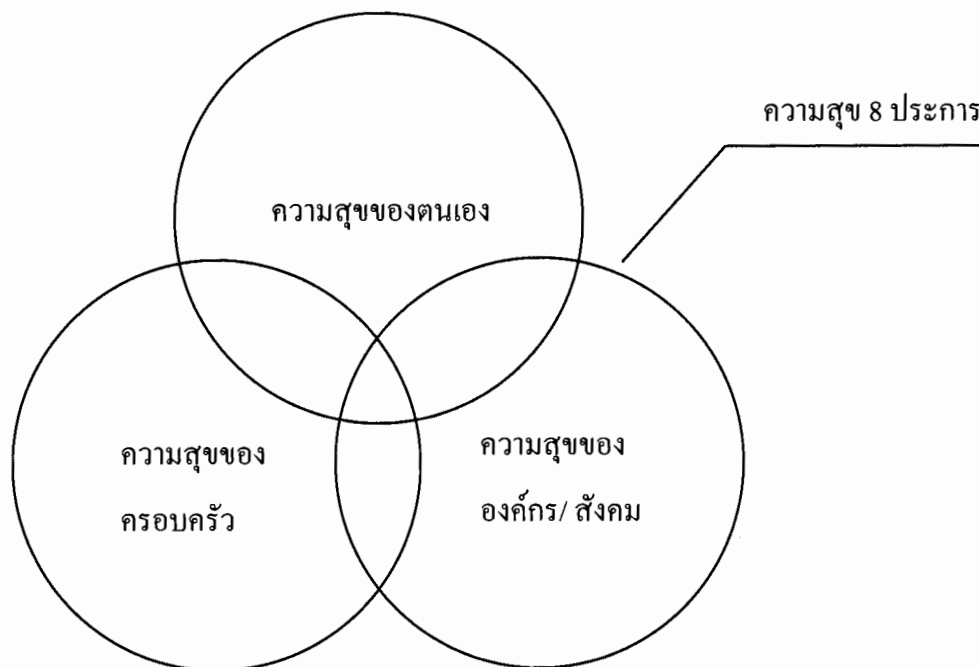 ความสุข 8 ประการ
ความสุขของตนเอง
ความสุขของ
ครอบครัว
ความสุขของ
องค์กร/ สังคม